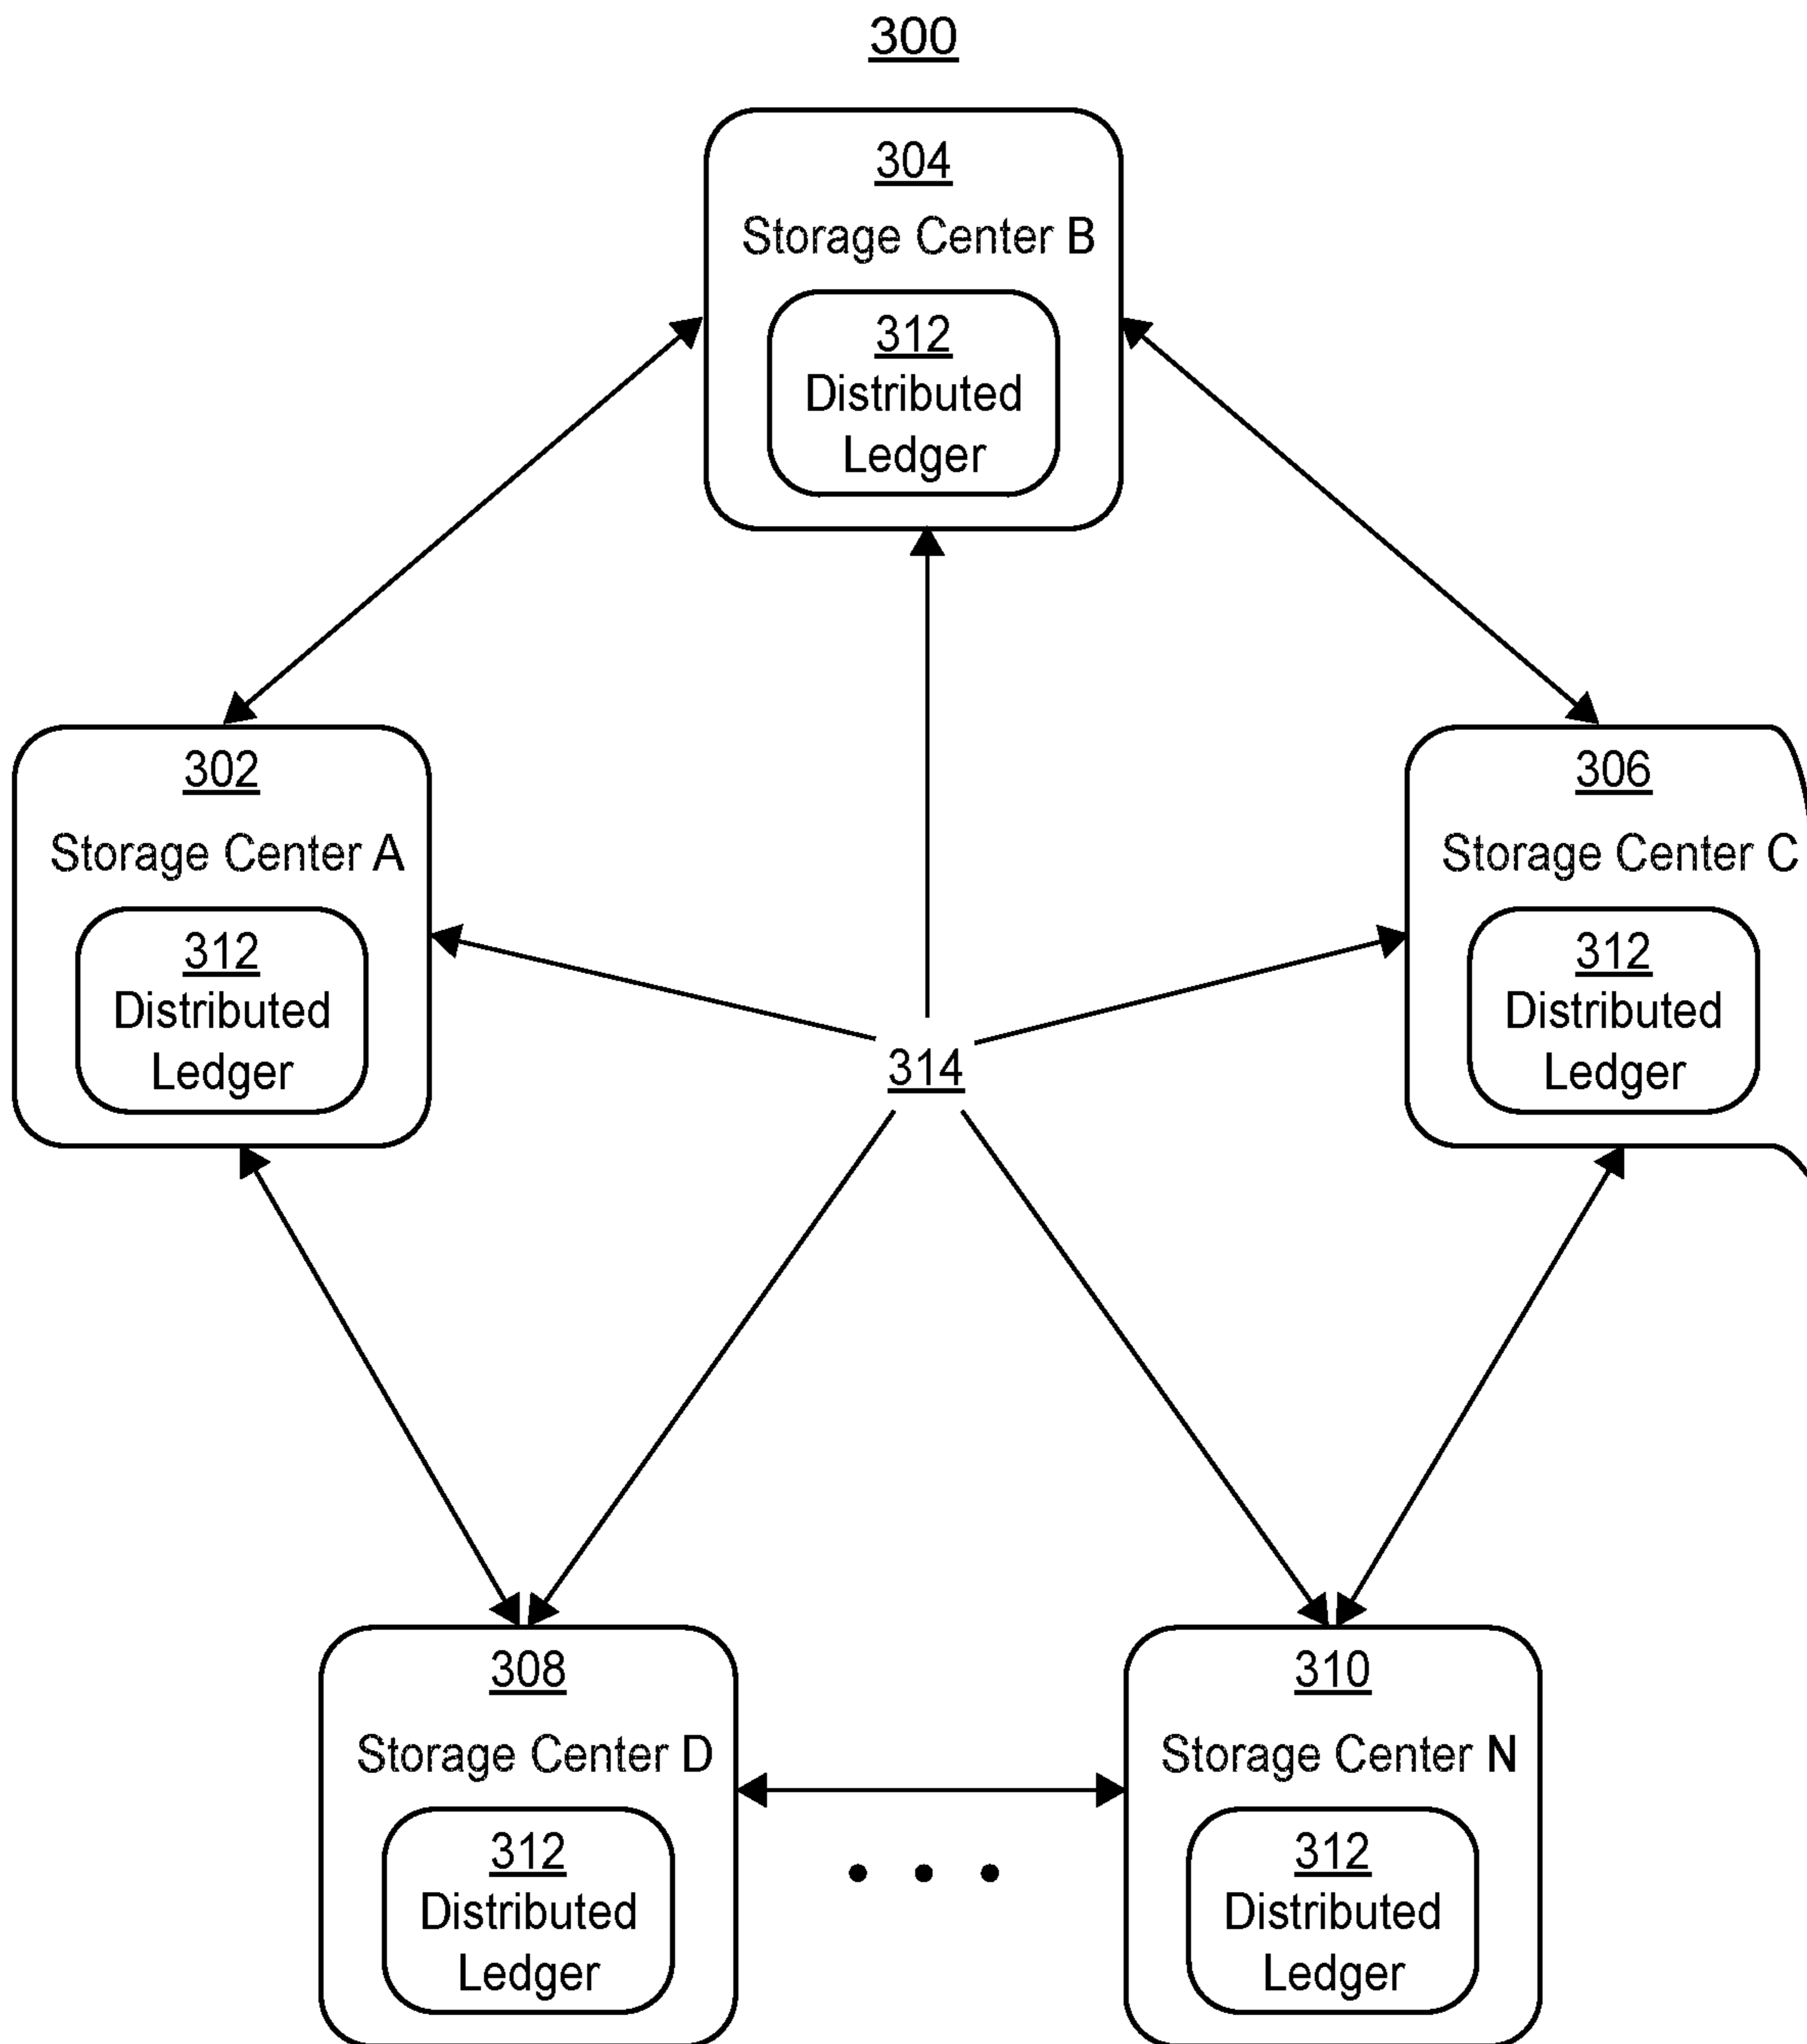 300
304
Storage Center B
312
Distributed
Ledger
302
Storage Center A
312
Distributed
Ledger
306
Storage Center C
312
Distributed
Ledger
314
308
Storage Center D
312
Distributed
Ledger
310
Storage Center N
312
Distributed
Ledger